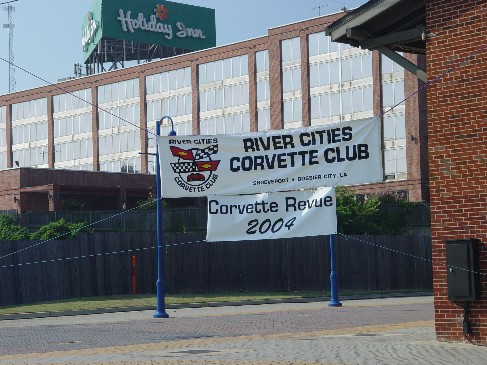 Holiday Inn
RIVER CITIES
CORVETTE CLUB
SHREVEPORT • BOSSIER CITY, LA
RIVER CITIES
CORVETTE CLUB
Corvette Revue
2004